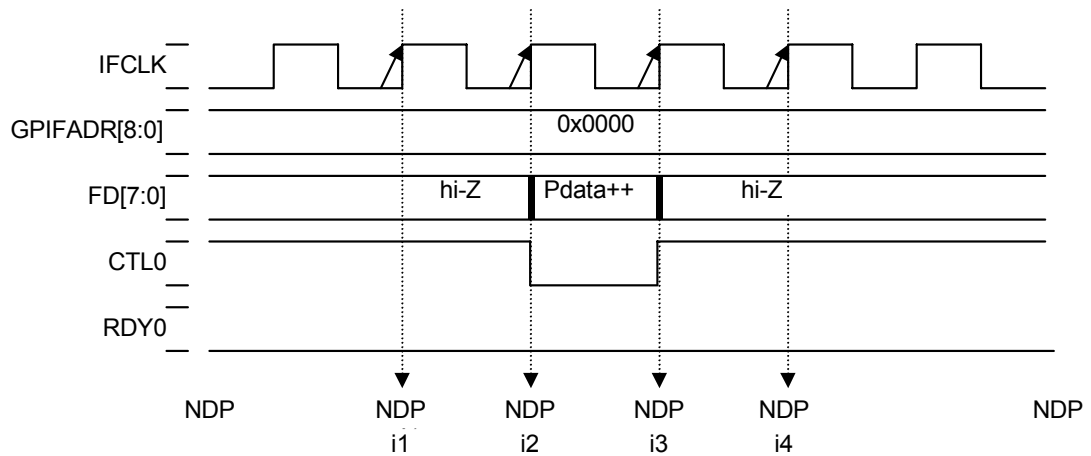 IFCLK
GPIFADR[8:0]
0x0000
FD[7:0]
hi-Z
Pdata++
hi-Z
CTL0
RDY0
NDP NDP NDP NDP NDP NDP
i1 i2 i3 i4